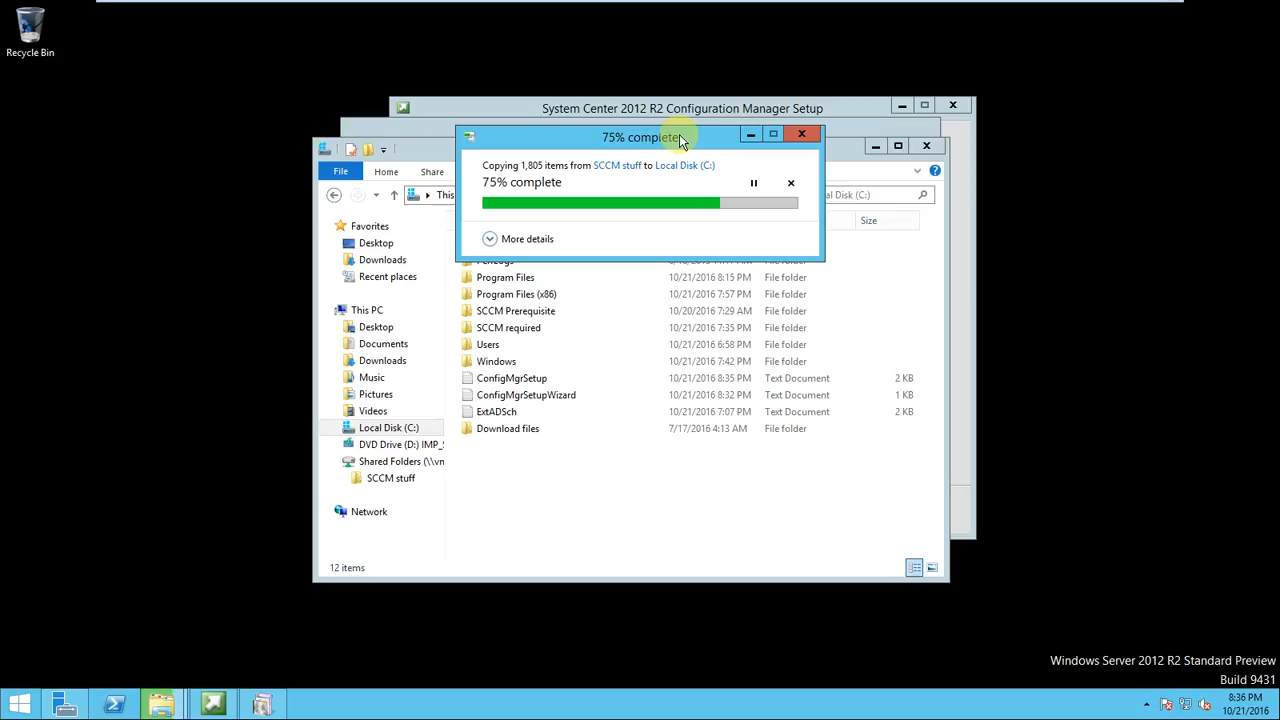 Recycle Bin
System Center 2012 R2 Configuration Manager Setup
75% complete
Copying 1,805 items from SCCM stuff to Local Disk (C:)
75% complete
More details
File Home Share
This
Local Disk (C:)
Size
Favorites
Desktop
Downloads
Recent places
This PC
Desktop
Documents
Downloads
Music
Pictures
Videos
Local Disk (C:)
DVD Drive (D:) IMP_
Shared Folders (\\vn
SCCM stuff
Network
Program Files 10/21/2016 8:15 PM File folder
Program Files (x86) 10/21/2016 7:57 PM File folder
SCCM Prerequisite 10/20/2016 7:29 AM File folder
SCCM required 10/21/2016 7:35 PM File folder
Users 10/21/2016 6:58 PM File folder
Windows 10/21/2016 7:42 PM File folder
ConfigMgrSetup 10/21/2016 8:35 PM Text Document 2 KB
ConfigMgrSetupWizard 10/21/2016 8:32 PM Text Document 1 KB
ExtADSch 10/21/2016 7:07 PM Text Document 2 KB
Download files 7/17/2016 4:13 AM File folder
12 items
Windows Server 2012 R2 Standard Preview
Build 9431
8:36 PM
10/21/2016